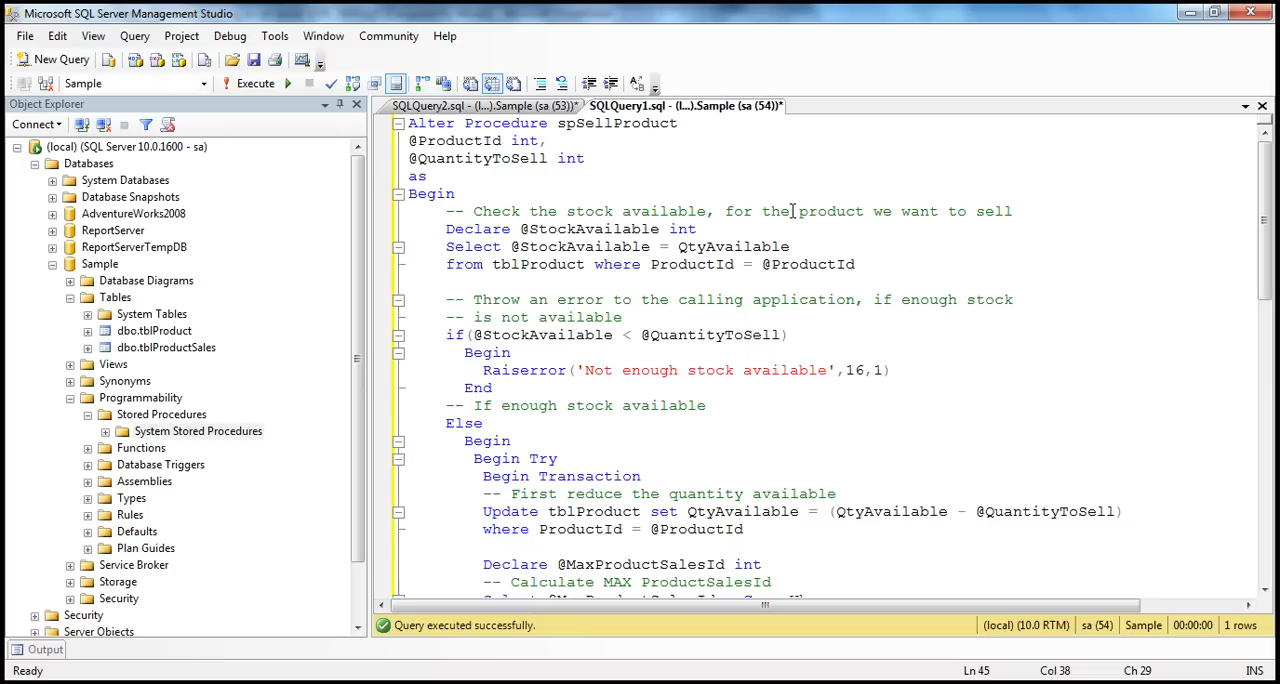 Microsoft SQL Server Management Studio
File Edit View Query Project Debug Tools Window Community Help
New Query
Sample Execute
Object Explorer
SQLQuery2.sql - (l...).Sample (sa (53))* SQLQuery1.sql - (l...).Sample (sa (54))*
Connect
(local) (SQL Server 10.0.1600 - sa)
Databases
System Databases
Database Snapshots
AdventureWorks2008
ReportServer
ReportServerTempDB
Sample
Database Diagrams
Tables
System Tables
dbo.tblProduct
dbo.tblProductSales
Views
Synonyms
Programmability
Stored Procedures
System Stored Procedures
Functions
Database Triggers
Assemblies
Types
Rules
Defaults
Plan Guides
Service Broker
Storage
Security
Security
Server Objects
Alter Procedure spSellProduct
@ProductId int,
@QuantityToSell int
as
Begin
-- Check the stock available, for the product we want to sell
Declare @StockAvailable int
Select @StockAvailable = QtyAvailable
from tblProduct where ProductId = @ProductId
-- Throw an error to the calling application, if enough stock
-- is not available
if(@StockAvailable < @QuantityToSell)
Begin
Raiserror('Not enough stock available',16,1)
End
-- If enough stock available
Else
Begin
Begin Try
Begin Transaction
-- First reduce the quantity available
Update tblProduct set QtyAvailable = (QtyAvailable - @QuantityToSell)
where ProductId = @ProductId
Declare @MaxProductSalesId int
-- Calculate MAX ProductSalesId
Query executed successfully. (local) (10.0 RTM) sa (54) Sample 00:00:00 1 rows
Output
Ready Ln 45 Col 38 Ch 29 INS